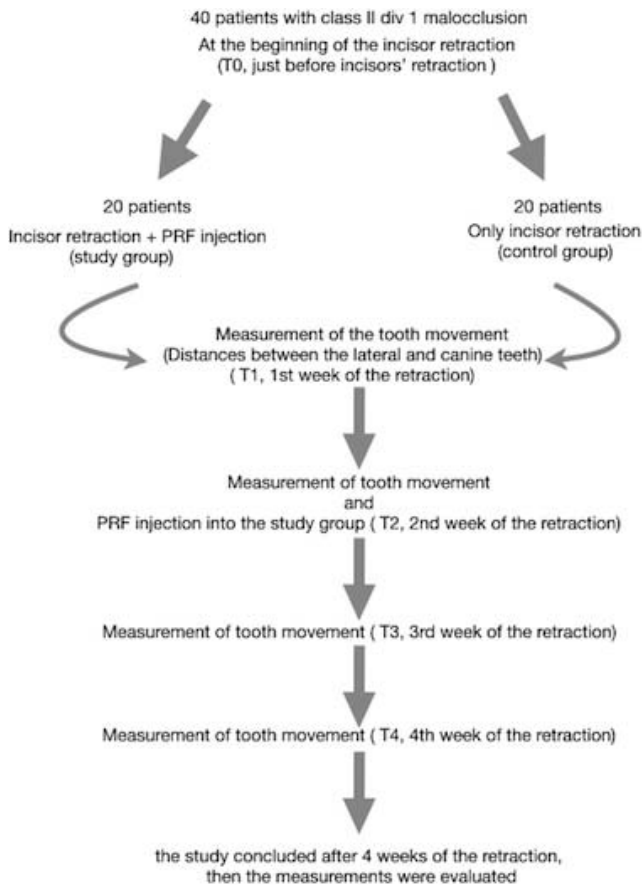 40 patients with class II div 1 malocclusion
At the beginning of the incisor retraction
(T0, just before incisors' retraction )
20 patients
Incisor retraction + PRF injection
(study group)
20 patients
Only incisor retraction
(control group)
Measurement of the tooth movement
(Distances between the lateral and canine teeth)
( T1, 1st week of the retraction)
Measurement of tooth movement
and
PRF injection into the study group ( T2, 2nd week of the retraction)
Measurement of tooth movement ( T3, 3rd week of the retraction)
Measurement of tooth movement ( T4, 4th week of the retraction)
the study concluded after 4 weeks of the retraction,
then the measurements were evaluated